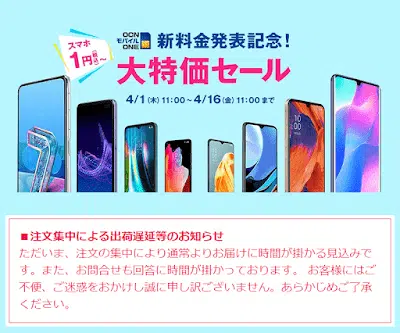 スマホ
1円(税込)〜
OCN
モバイル
ONE
新料金発表記念!
大特価セール
4/1(木) 11:00~4/16(金) 11:00まで
■注文集中による出荷遅延等のお知らせ
ただいま、注文の集中により通常よりお届けに時間が掛かる見込みで
す。また、お問合せも回答に時間が掛かっております。 お客様にはご
不便、ご迷惑をおかけし誠に申し訳ございません。あらかじめご了承
ください。